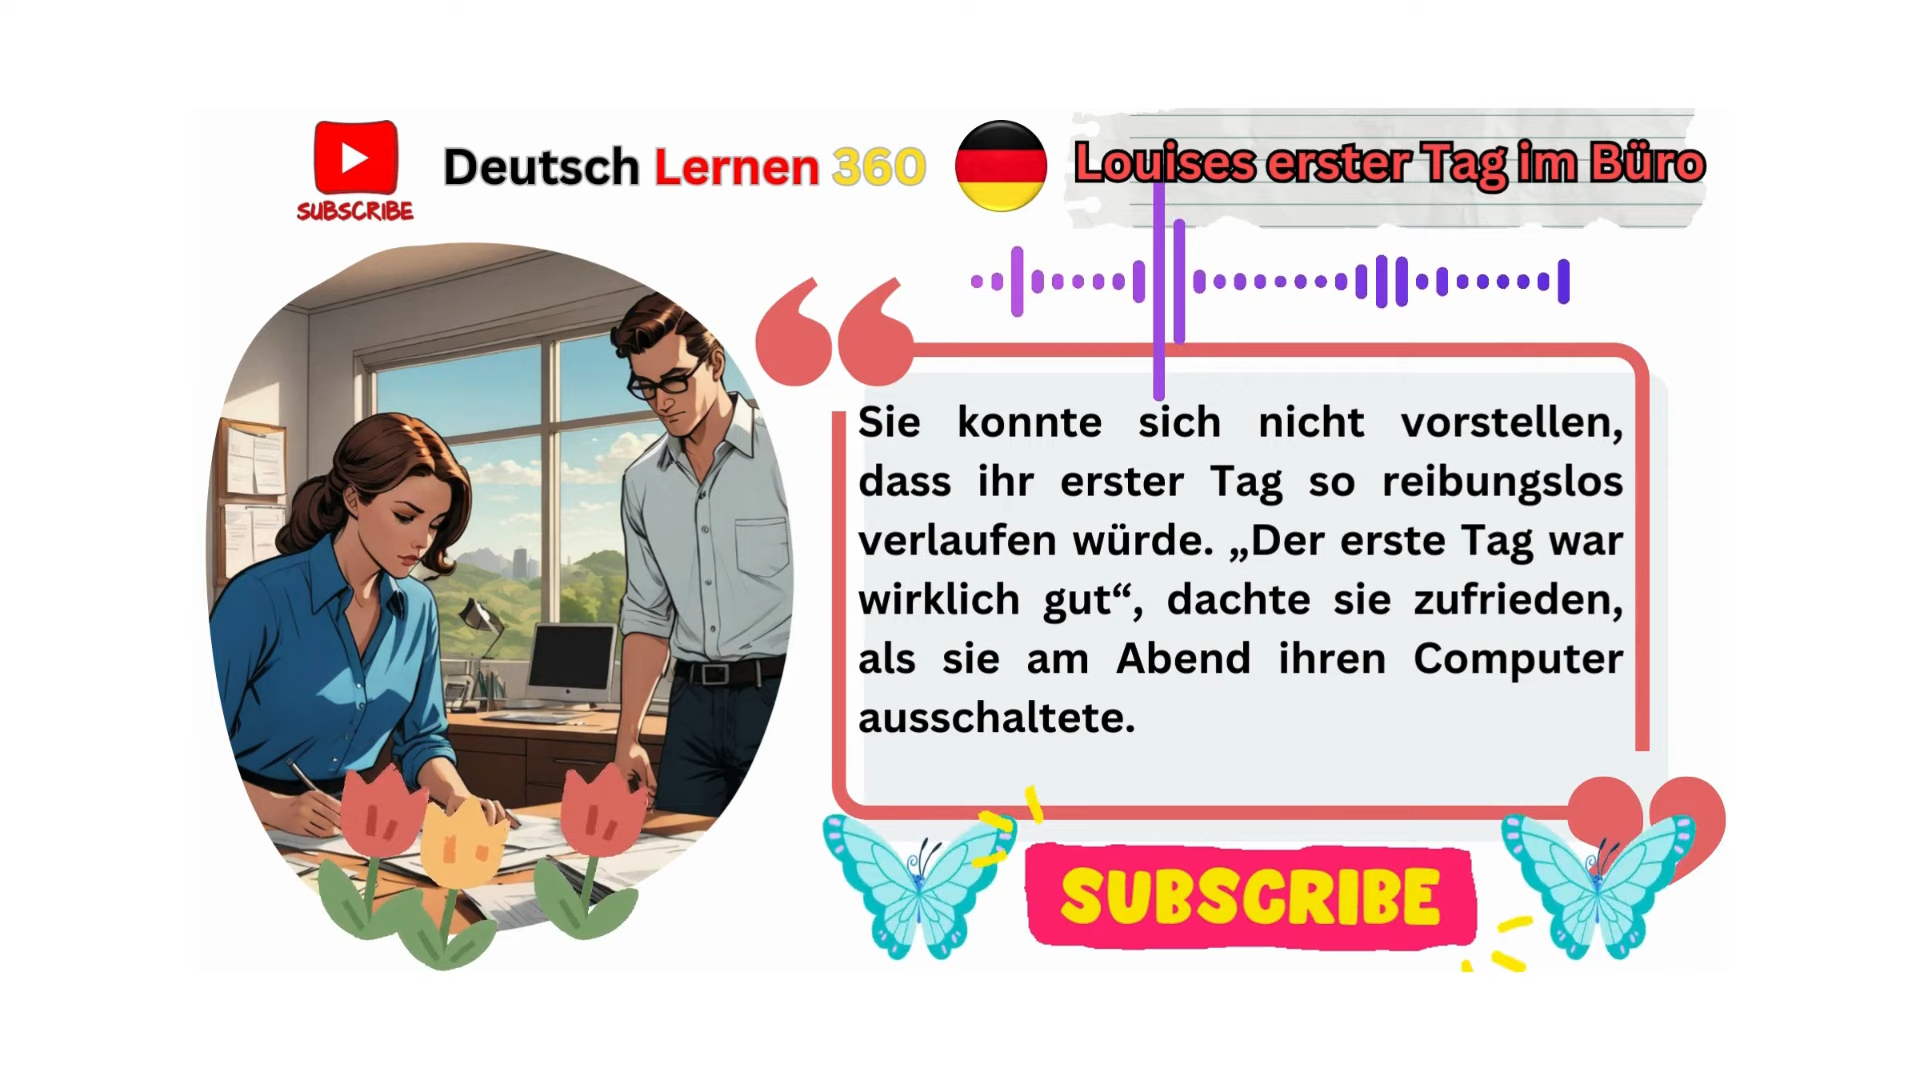 SUBSCRIBE
Deutsch Lernen 360
Louises erster Tag im Büro
Sie konnte sich nicht vorstellen,
dass ihr erster Tag so reibungslos
verlaufen würde. „Der erste Tag war
wirklich gut“, dachte sie zufrieden,
als sie am Abend ihren Computer
ausschaltete.
SUBSCRIBE